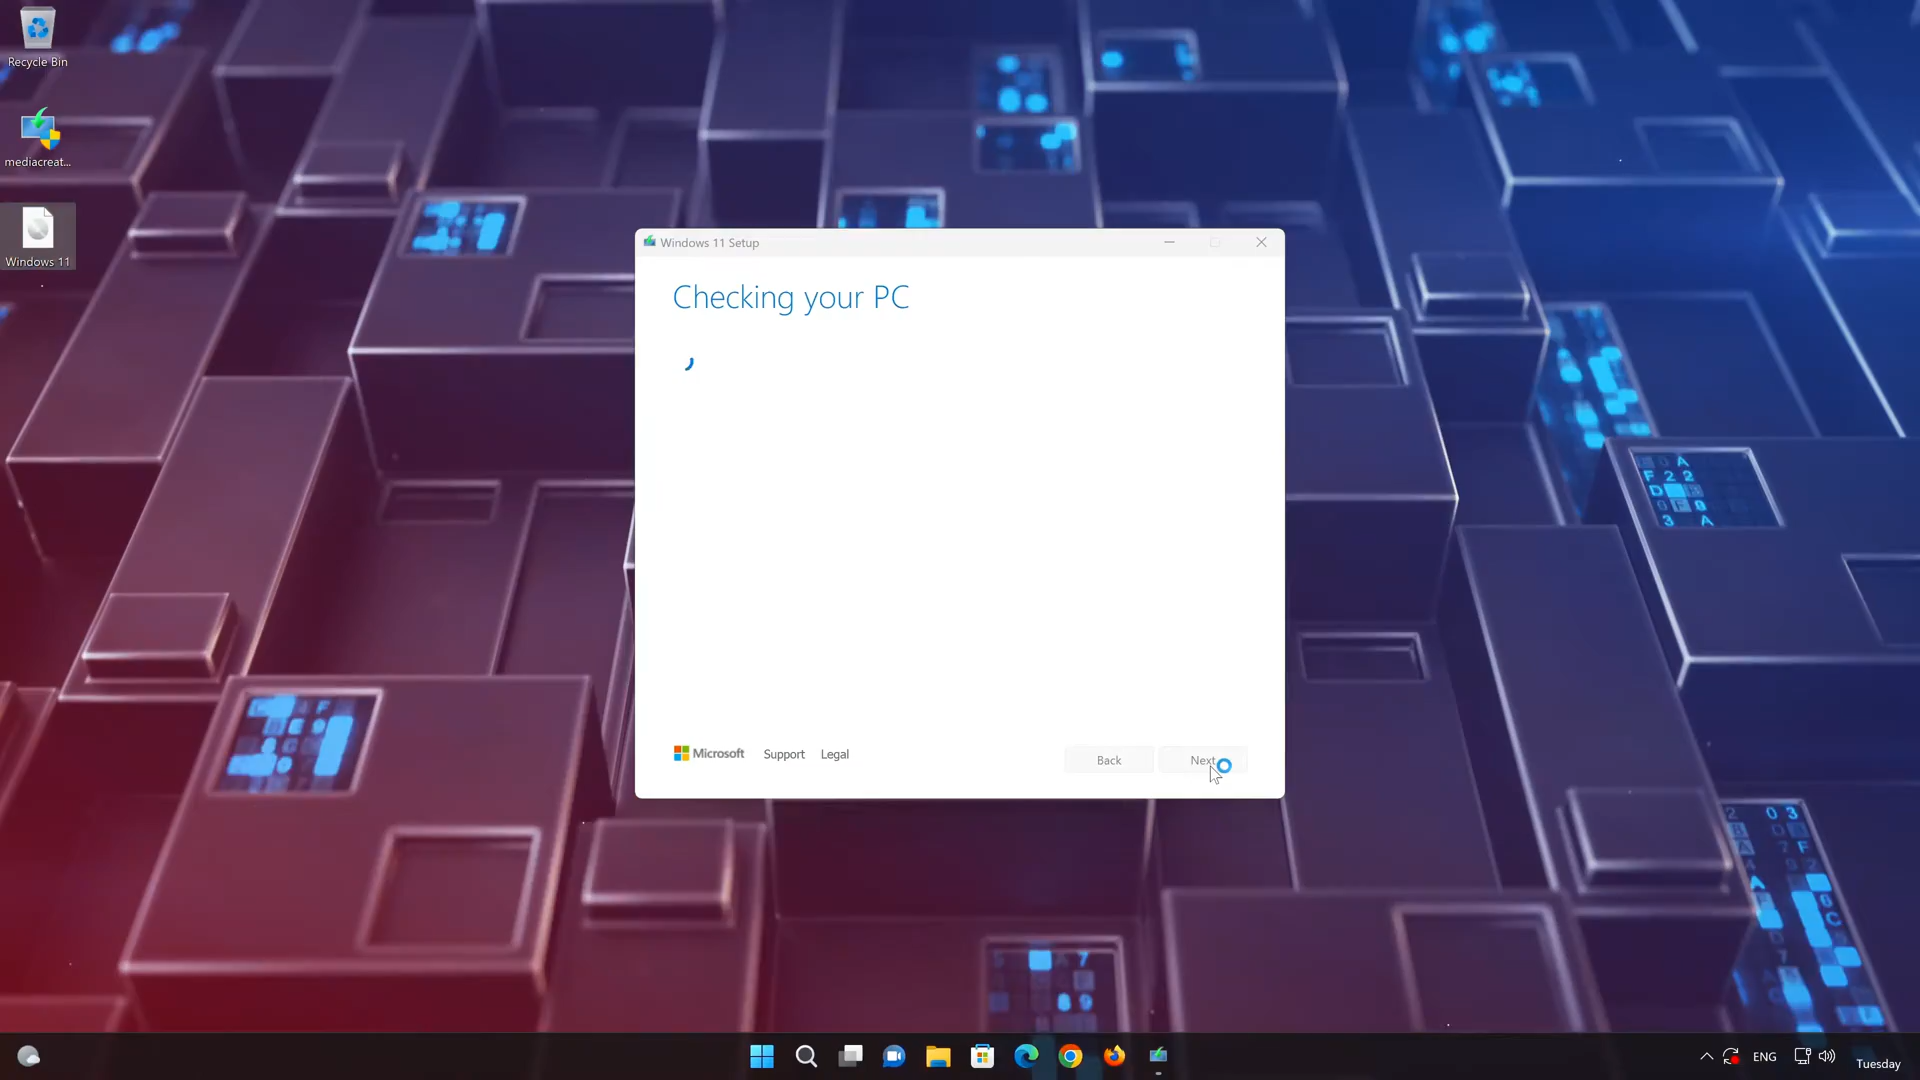 Recycle Bin
mediacreat...
Windows 11
Windows 11 Setup
Checking your PC
Microsoft
Support
Legal
Back
Next
ENG
Tuesday